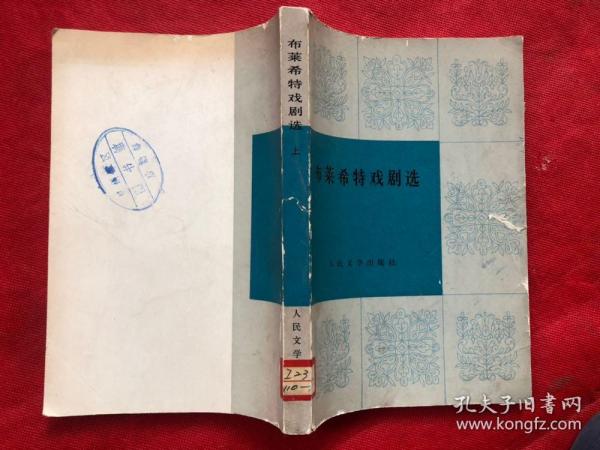 布莱希特戏剧选 上
人民文学
I23
110—
布莱希特戏剧选
人民文学出版社
孔夫子旧书网
kongfz.com